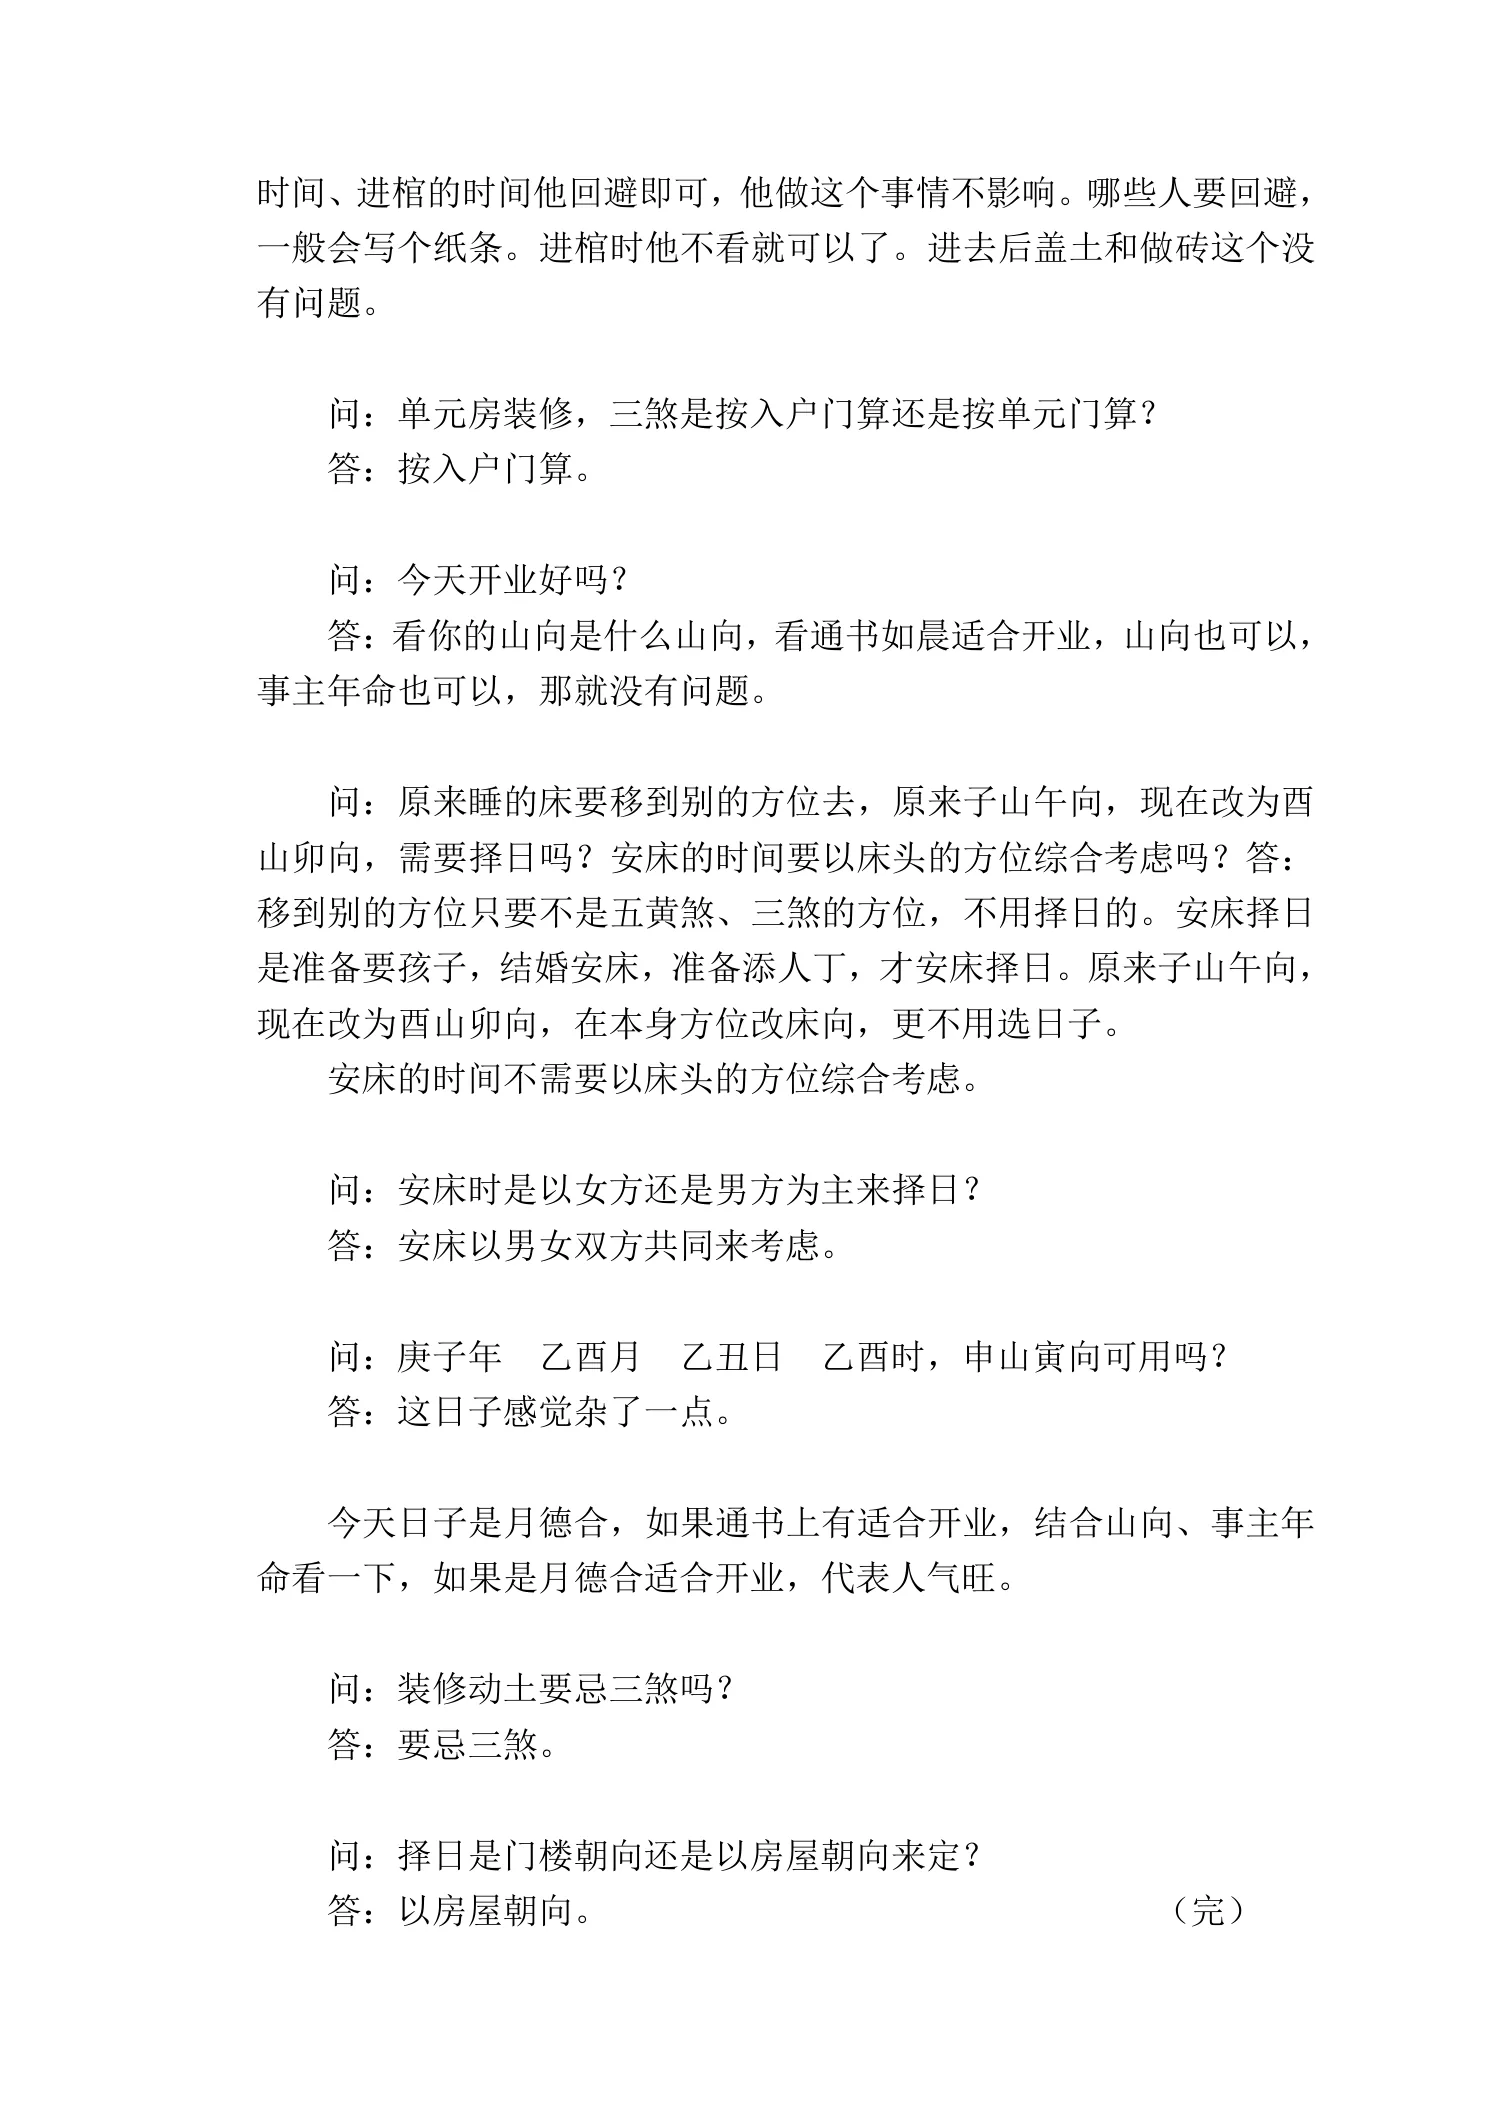 时间、进棺的时间他回避即可，他做这个事情不影响。哪些人要回避，
一般会写个纸条。进棺时他不看就可以了。进去后盖土和做砖这个没
有问题。
问：单元房装修，三煞是按入户门算还是按单元门算？
答：按入户门算。
问：今天开业好吗？
答：看你的山向是什么山向，看通书如晨适合开业，山向也可以，
事主年命也可以，那就没有问题。
问：原来睡的床要移到别的方位去，原来子山午向，现在改为酉
山卯向，需要择日吗？安床的时间要以床头的方位综合考虑吗？答：
移到别的方位只要不是五黄煞、三煞的方位，不用择日的。安床择日
是准备要孩子，结婚安床，准备添人丁，才安床择日。原来子山午向，
现在改为酉山卯向，在本身方位改床向，更不用选日子。
安床的时间不需要以床头的方位综合考虑。
问：安床时是以女方还是男方为主来择日？
答：安床以男女双方共同来考虑。
问：庚子年　乙酉月　乙丑日　乙酉时，申山寅向可用吗？
答：这日子感觉杂了一点。
今天日子是月德合，如果通书上有适合开业，结合山向、事主年
命看一下，如果是月德合适合开业，代表人气旺。
问：装修动土要忌三煞吗？
答：要忌三煞。
问：择日是门楼朝向还是以房屋朝向来定？
答：以房屋朝向。　（完）